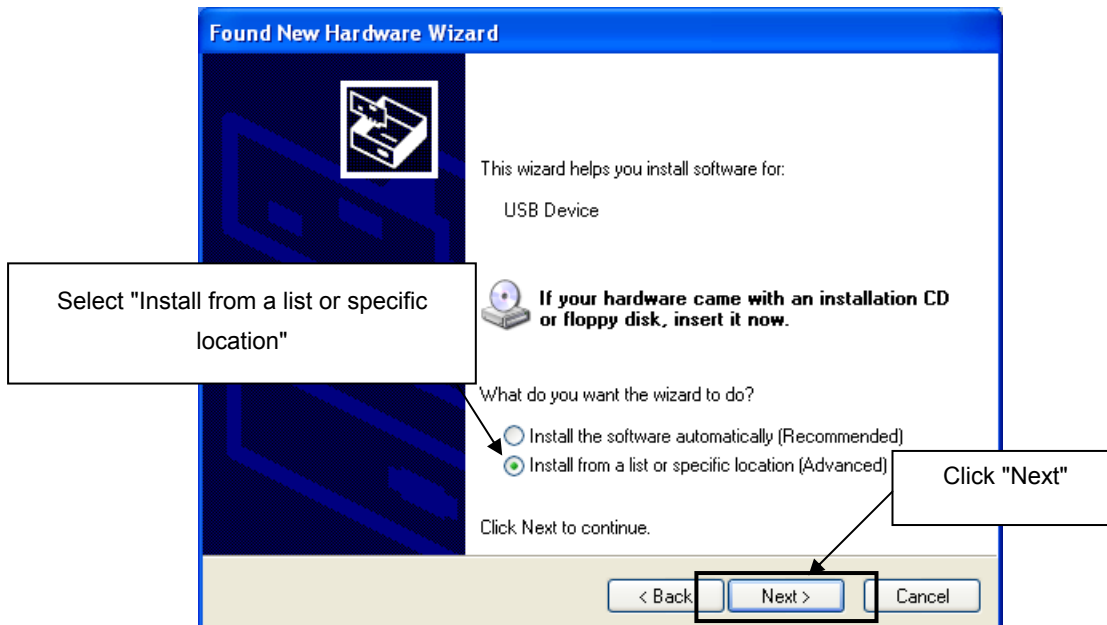 Found New Hardware Wizard
This wizard helps you install software for:
USB Device
Select "Install from a list or specific
location"
If your hardware came with an installation CD
or floppy disk, insert it now.
What do you want the wizard to do?
Install the software automatically (Recommended)
Install from a list or specific location (Advanced)
Click "Next"
Click Next to continue.
< Back
Next >
Cancel